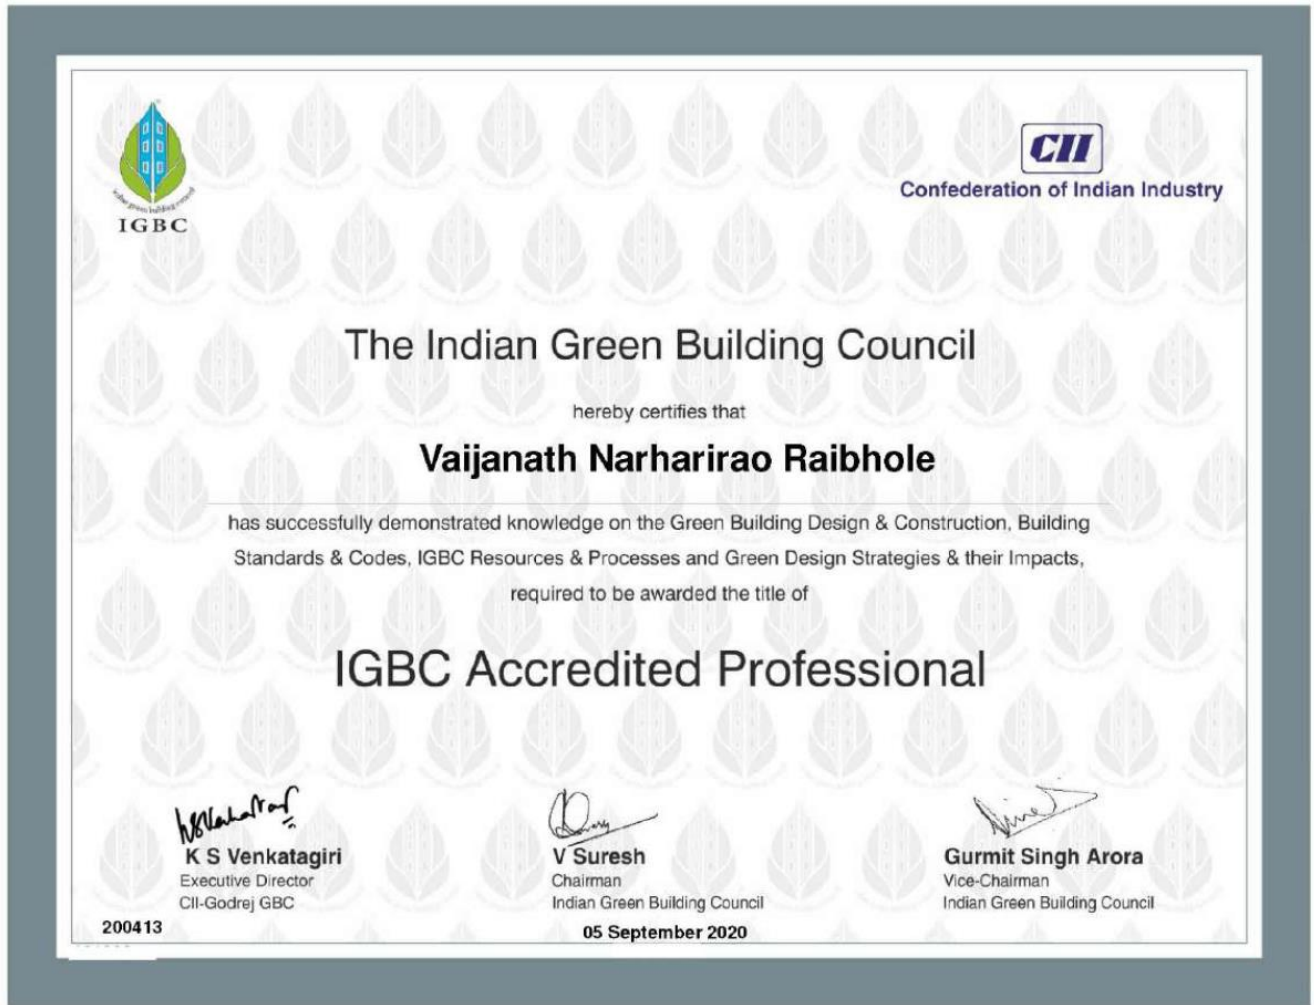 IGBC
CII
Confederation of Indian Industry
The Indian Green Building Council
hereby certifies that
Vaijanath Narharirao Raibhole
has successfully demonstrated knowledge on the Green Building Design & Construction, Building
Standards & Codes, IGBC Resources & Processes and Green Design Strategies & their Impacts,
required to be awarded the title of
IGBC Accredited Professional
K S Venkatagiri
Executive Director
CII-Godrej GBC
V Suresh
Chairman
Indian Green Building Council
Gurmit Singh Arora
Vice-Chairman
Indian Green Building Council
200413
05 September 2020